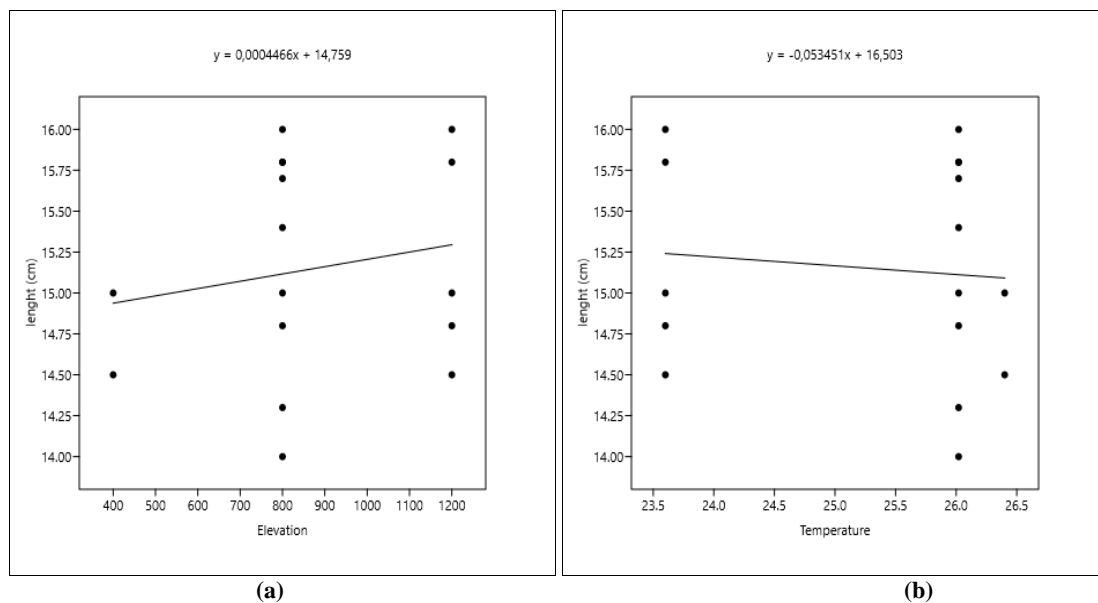 y = 0,0004466x + 14,759
lenght (cm)
16.00
15.75
15.50
15.25
15.00
14.75
14.50
14.25
14.00
400 500 600 700 800 900 1000 1100 1200
Elevation
(a)
y = -0,053451x + 16,503
lenght (cm)
16.00
15.75
15.50
15.25
15.00
14.75
14.50
14.25
14.00
23.5 24.0 24.5 25.0 25.5 26.0 26.5
Temperature
(b)